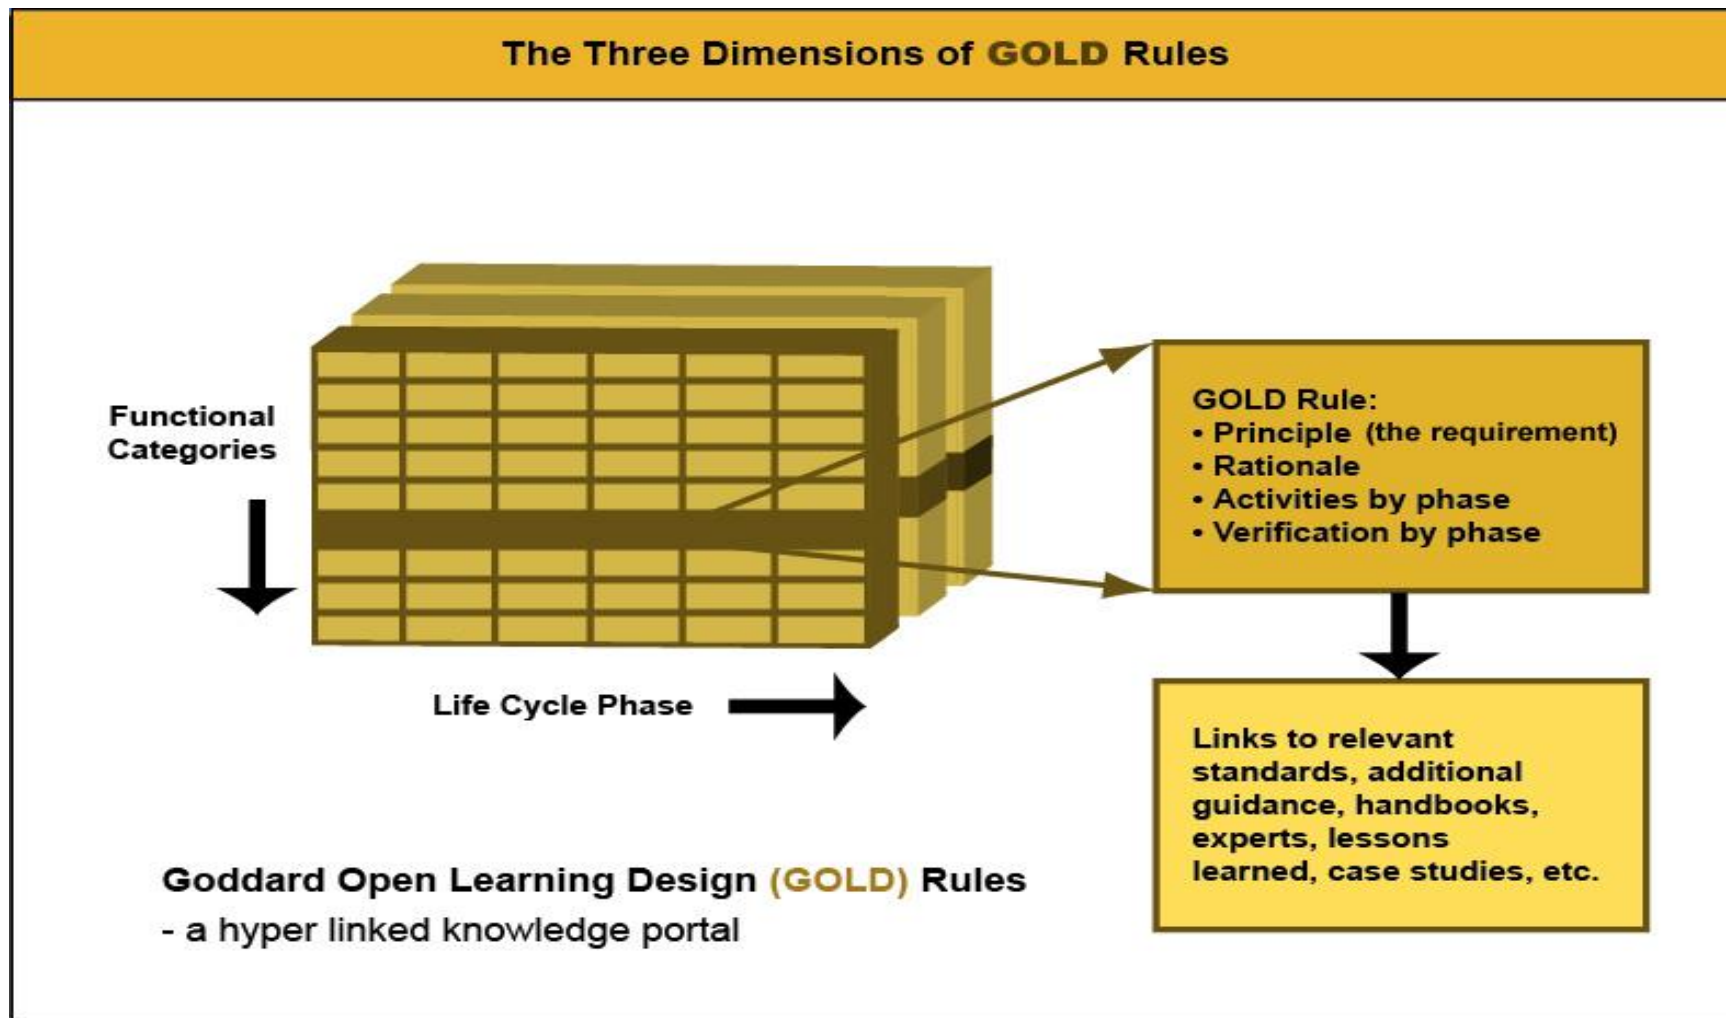 The Three Dimensions of GOLD Rules
Functional
Categories
Life Cycle Phase
GOLD Rule:
• Principle (the requirement)
• Rationale
• Activities by phase
• Verification by phase
Links to relevant
standards, additional
guidance, handbooks,
experts, lessons
learned, case studies, etc.
Goddard Open Learning Design (GOLD) Rules
- a hyper linked knowledge portal